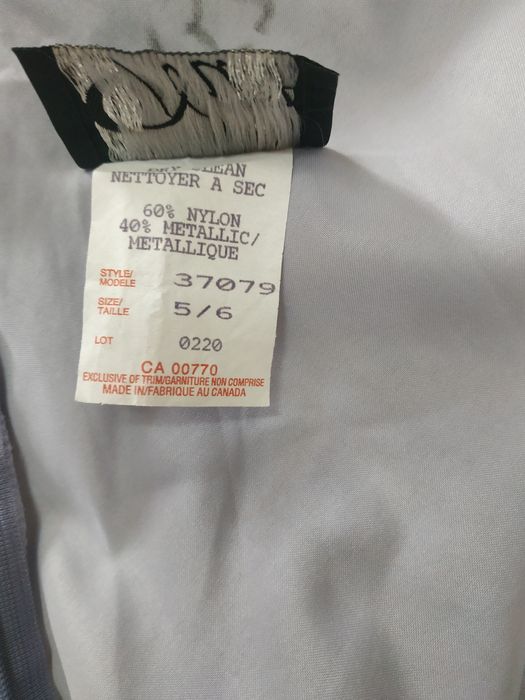 CLEAN
NETTOYER A SEC
60% NYLON
40% METALLIC/
METALLIQUE
STYLE/
MODELE 37079
SIZE/
TAILLE 5/6
LOT 0220
CA 00770
EXCLUSIVE OF TRIM/GARNITURE NON COMPRISE
MADE IN/FABRIQUE AU CANADA